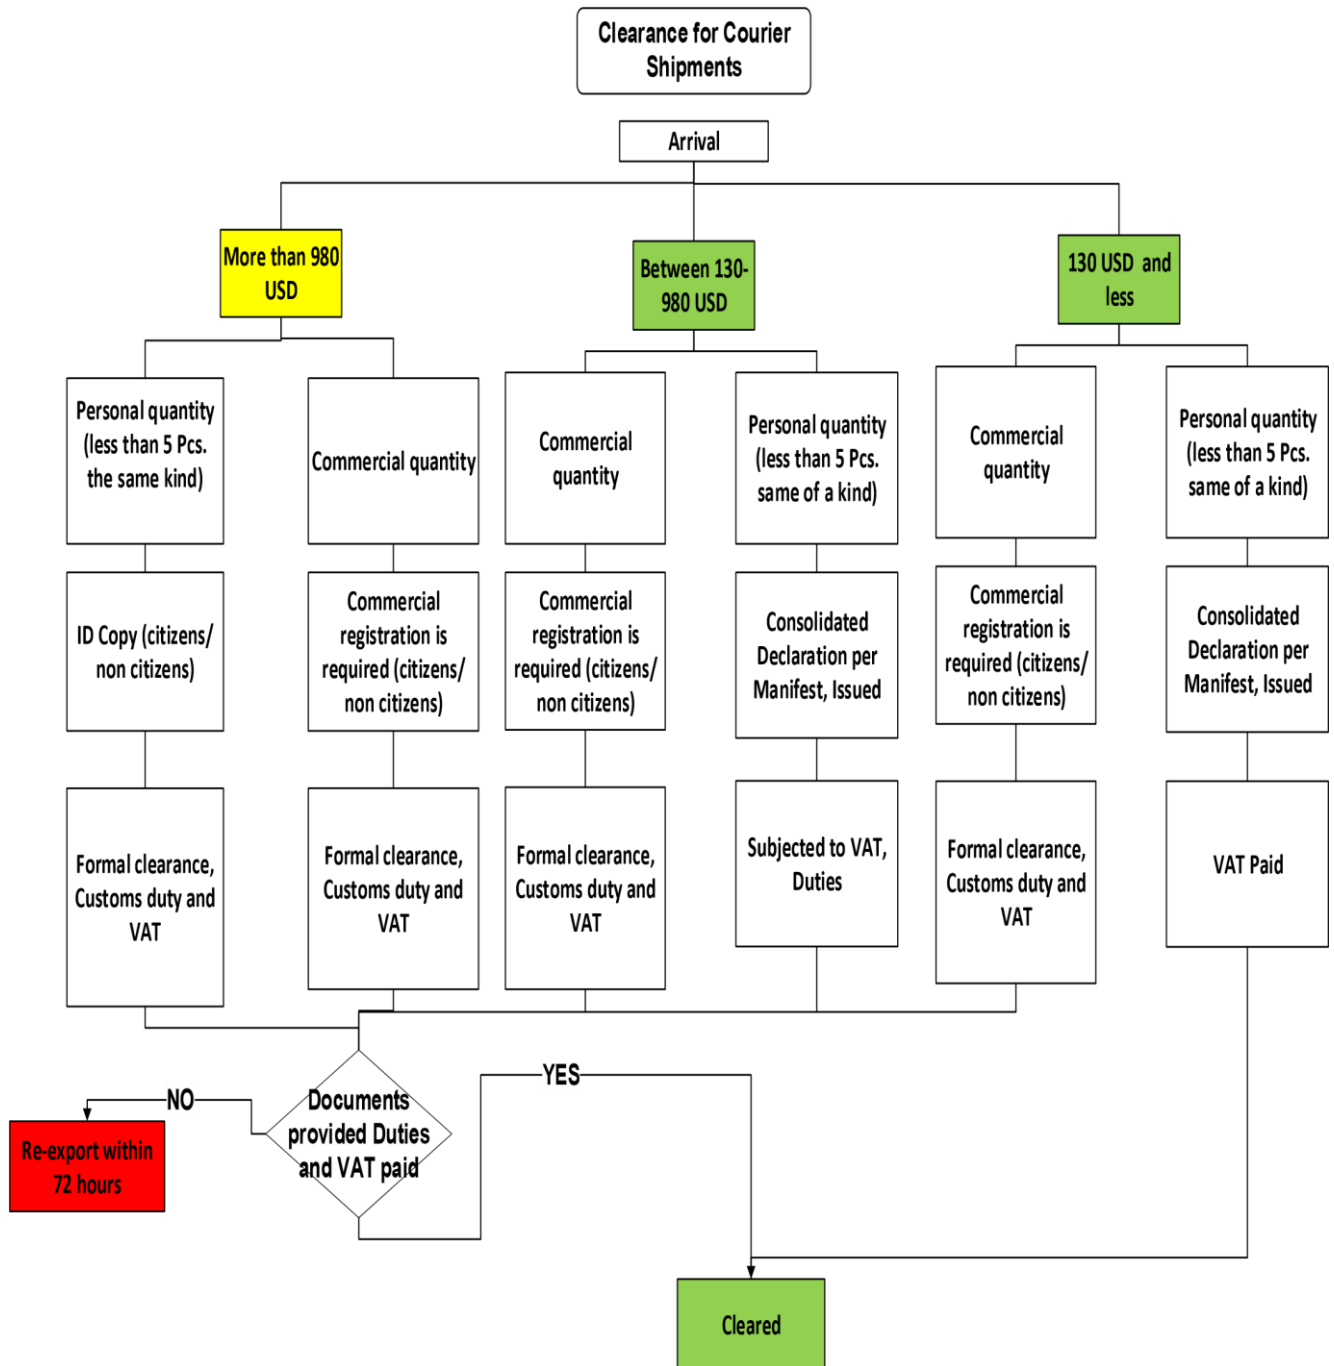 Clearance for Courier
Shipments
Arrival
More than 980
USD
Between 130-
980 USD
130 USD and
less
Personal quantity
(less than 5 Pcs.
the same kind)
Commercial quantity
Commercial
quantity
Personal quantity
(less than 5 Pcs.
same of a kind)
Commercial
quantity
Personal quantity
(less than 5 Pcs.
same of a kind)
ID Copy (citizens/
non citizens)
Commercial
registration is
required (citizens/
non citizens)
Commercial
registration is
required (citizens/
non citizens)
Consolidated
Declaration per
Manifest, Issued
Commercial
registration is
required (citizens/
non citizens)
Consolidated
Declaration per
Manifest, Issued
Formal clearance,
Customs duty and
VAT
Formal clearance,
Customs duty and
VAT
Formal clearance,
Customs duty and
VAT
Subjected to VAT,
Duties
Formal clearance,
Customs duty and
VAT
VAT Paid
NO
YES
Documents
provided Duties
and VAT paid
Re-export within
72 hours
Cleared